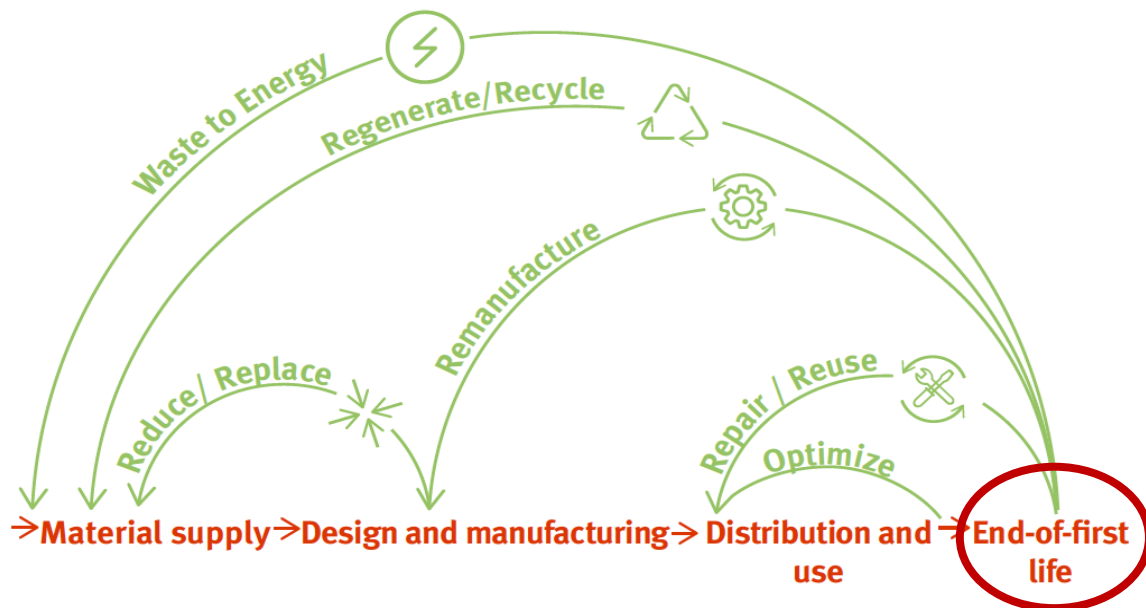 Waste to Energy
Regenerate/Recycle
Remanufacture
Reduce/ Replace
Repair / Reuse
Optimize
Material supply
Design and manufacturing
Distribution and
use
End-of-first
life